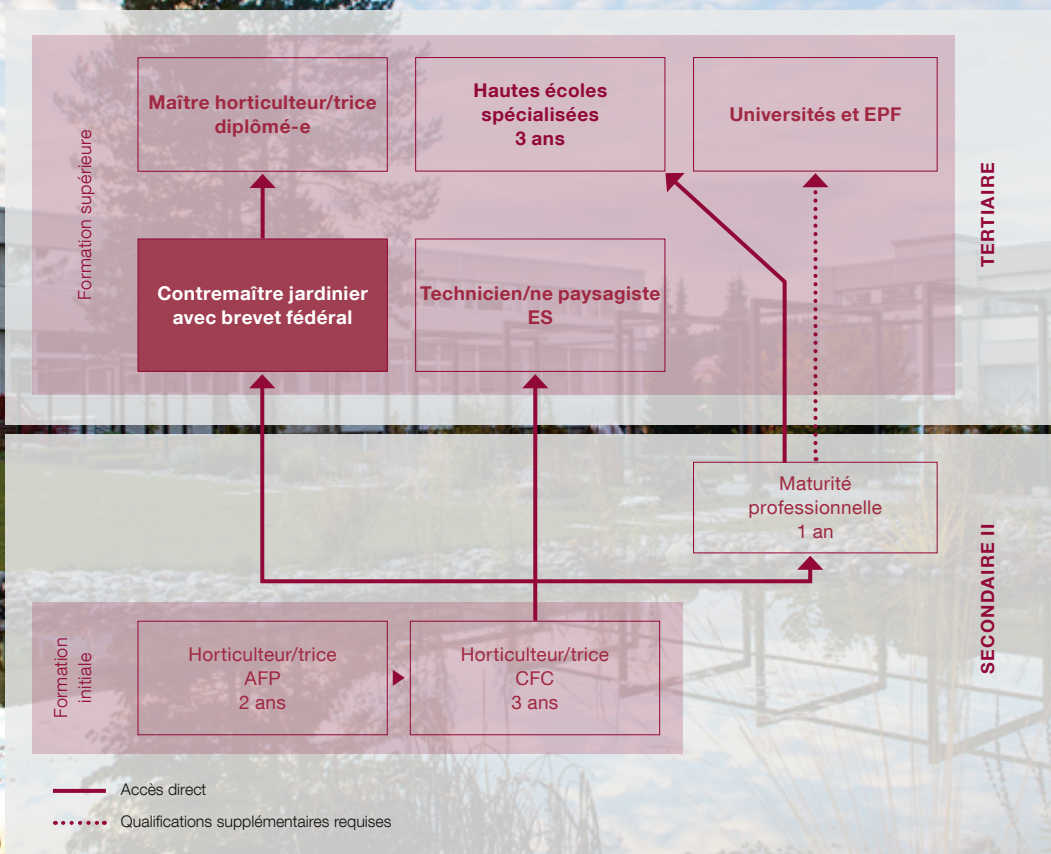 Formation supérieure
Maître horticulteur/trice
diplômé-e
Hautes écoles
spécialisées
3 ans
Universités et EPF
TERTIAIRE
Contremaître jardinier
avec brevet fédéral
Technicien/ne paysagiste
ES
Maturité
professionnelle
1 an
SECONDAIRE II
Formation
initiale
Horticulteur/trice
AFP
2 ans
Horticulteur/trice
CFC
3 ans
Accès direct
Qualifications supplémentaires requises